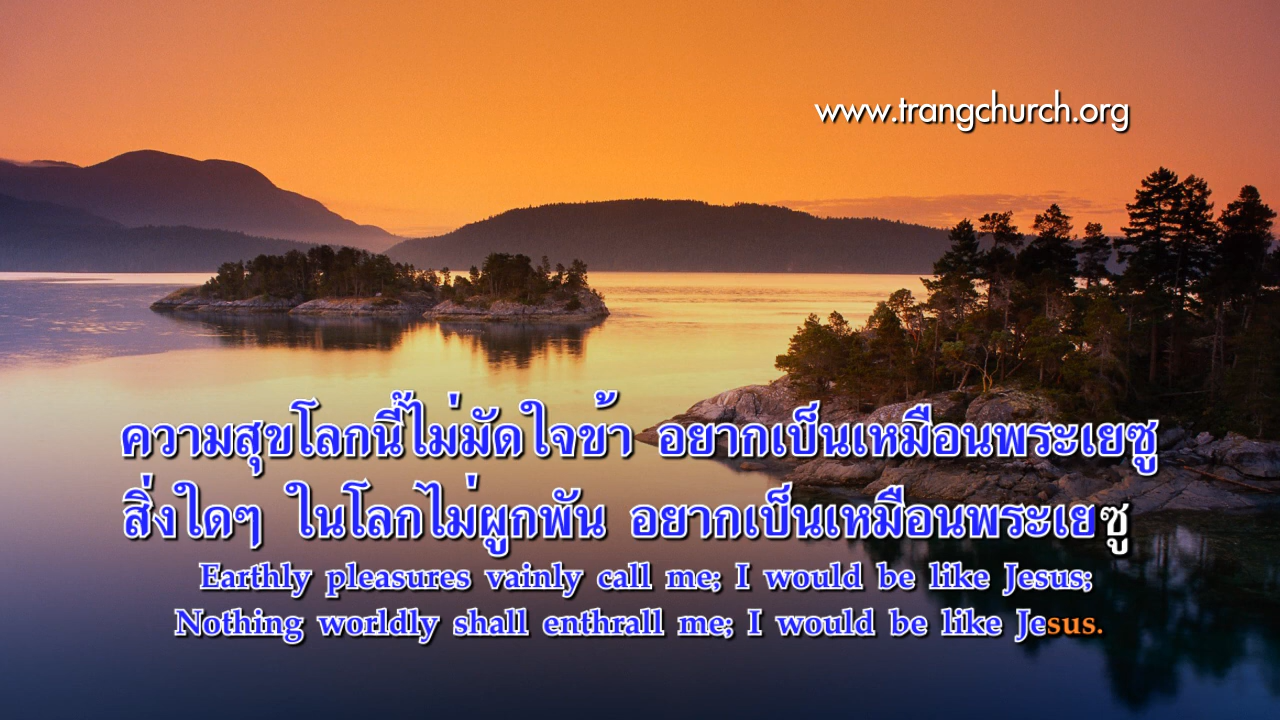 www.trangchurch.org
ความสุขโลกนี้ไม่มัดใจข้า อยากเป็นเหมือนพระเยซู
สิ่งใดๆ ในโลกไม่ผูกพัน อยากเป็นเหมือนพระเยซู
Earthly pleasures vainly call me; I would be like Jesus;
Nothing worldly shall enthrall me; I would be like Jesus.